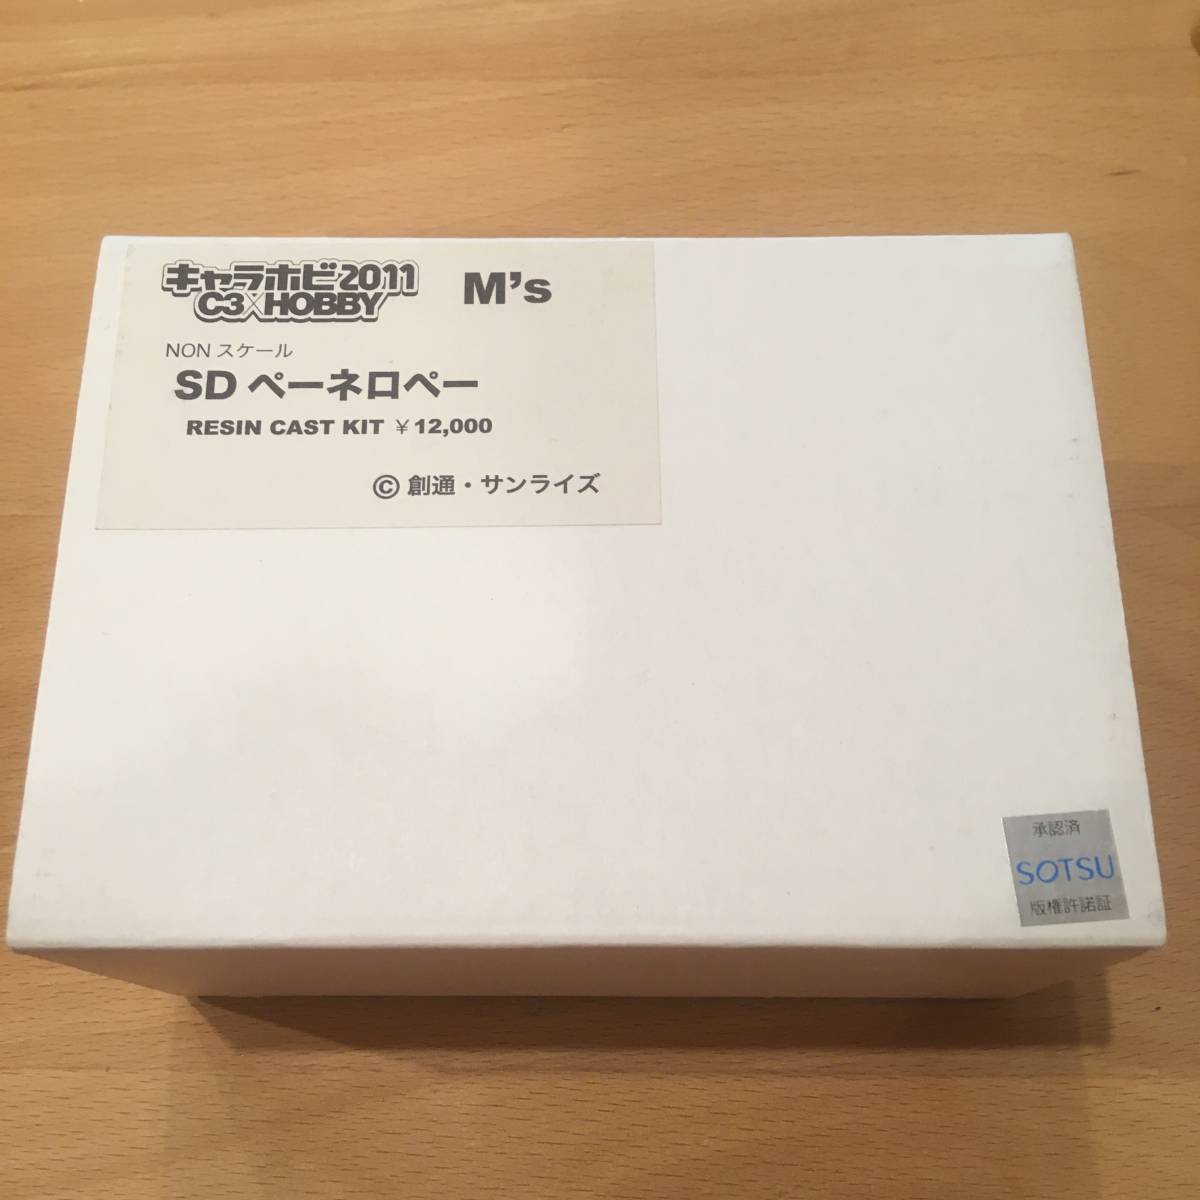 キャラホビ2011
C3×HOBBY
M's
NON スケール
SD ペーネロペー
RESIN CAST KIT ¥12,000
© 創通・サンライズ
承認済
SOTSU
版権許諾証